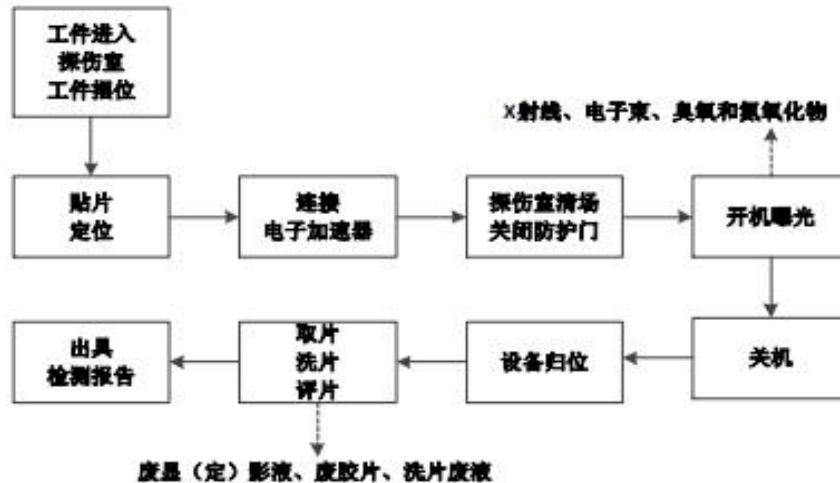 工件进入
探伤室
工件摆位
X射线、电子束、臭氧和氮氧化物
贴片
定位
连接
电子加速器
探伤室清场
关闭防护门
开机曝光
出具
检测报告
取片
洗片
评片
设备归位
关机
废显（定）影液、废胶片、洗片废液